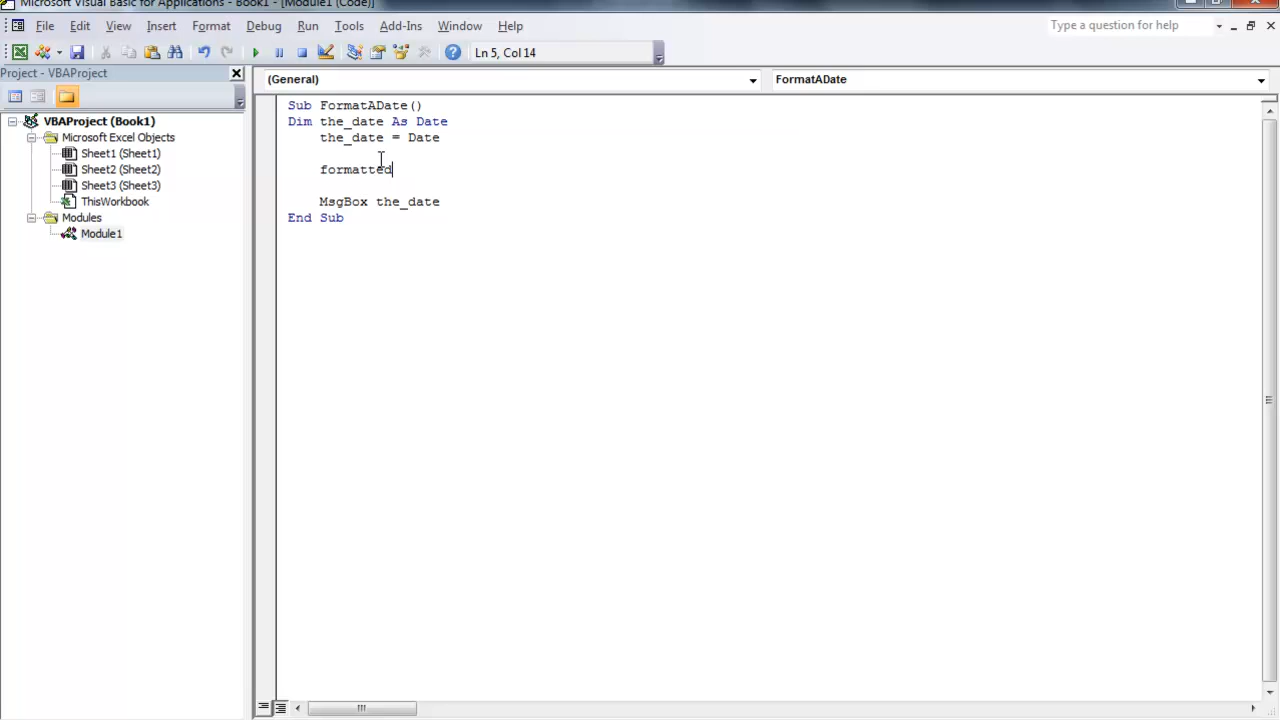 Microsoft Visual Basic for Applications - Book1 - [Module1 (Code)]
File Edit View Insert Format Debug Run Tools Add-Ins Window Help Type a question for help
Ln 5, Col 14
Project - VBAProject
(General) FormatADate
VBAProject (Book1)
Microsoft Excel Objects
Sheet1 (Sheet1)
Sheet2 (Sheet2)
Sheet3 (Sheet3)
ThisWorkbook
Modules
Module1
Sub FormatADate()
Dim the_date As Date
the_date = Date
formatted
MsgBox the_date
End Sub